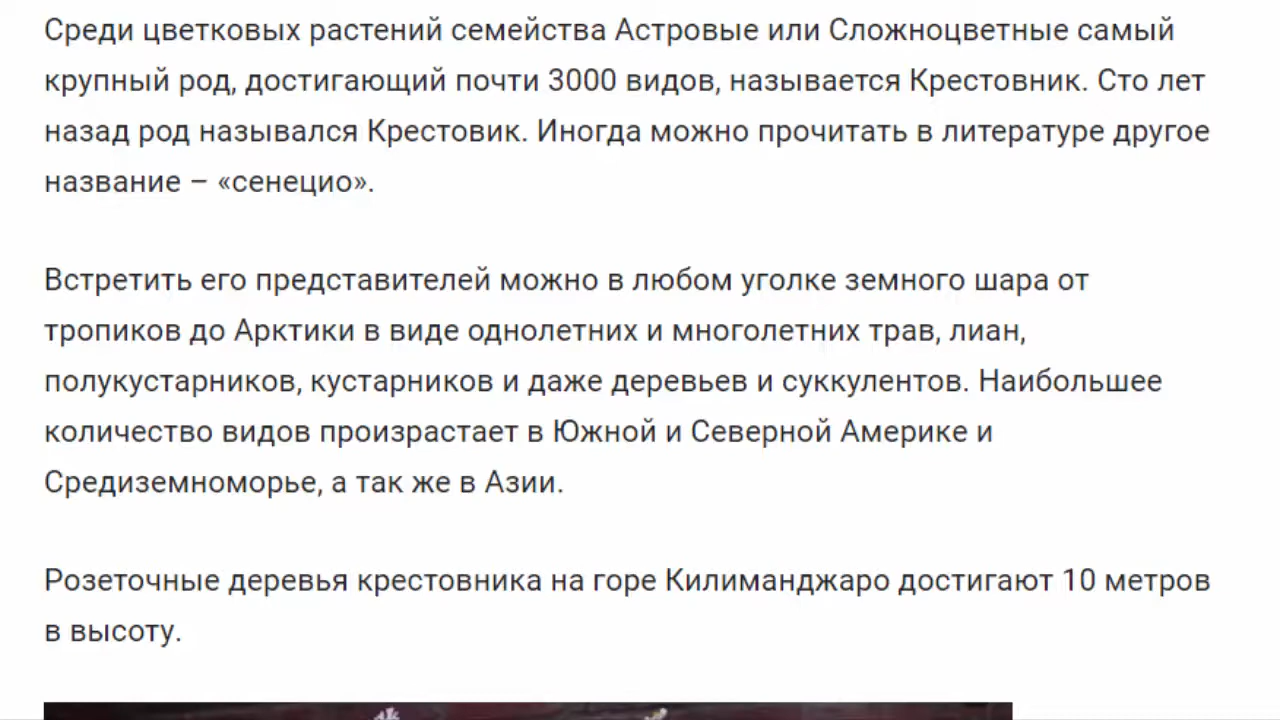 Среди цветковых растений семейства Астровые или Сложноцветные самый
крупный род, достигающий почти 3000 видов, называется Крестовник. Сто лет
назад род назывался Крестовик. Иногда можно прочитать в литературе другое
название – «сенецио».
Встретить его представителей можно в любом уголке земного шара от
тропиков до Арктики в виде однолетних и многолетних трав, лиан,
полукустарников, кустарников и даже деревьев и суккулентов. Наибольшее
количество видов произрастает в Южной и Северной Америке и
Средиземноморье, а так же в Азии.
Розеточные деревья крестовника на горе Килиманджаро достигают 10 метров
в высоту.